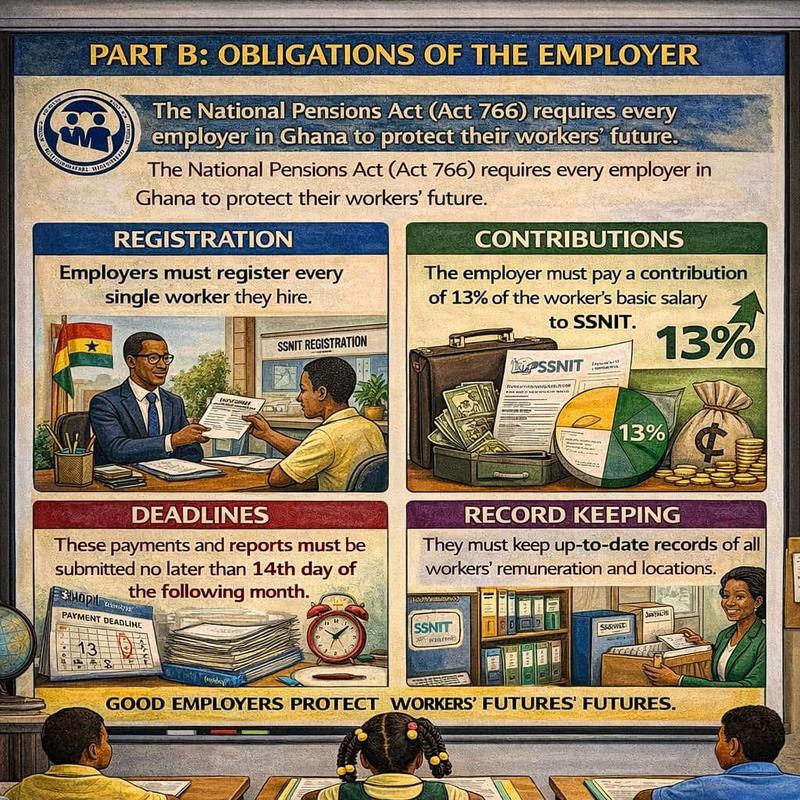 PART B: OBLIGATIONS OF THE EMPLOYER
The National Pensions Act (Act 766) requires every
employer in Ghana to protect their workers' future.
The National Pensions Act (Act 766) requires every employer in
Ghana to protect their workers' future.
REGISTRATION
Employers must register every
single worker they hire.
SSNIT REGISTRATION
CONTRIBUTIONS
The employer must pay a contribution
of 13% of the worker's basic salary
to SSNIT.
13%
SSNIT
13%
₵
DEADLINES
These payments and reports must be
submitted no later than 14th day of
the following month.
PAYMENT DEADLINE
13
RECORD KEEPING
They must keep up-to-date records of all
workers' remuneration and locations.
SSNIT
GOOD EMPLOYERS PROTECT WORKERS' FUTURES' FUTURES.